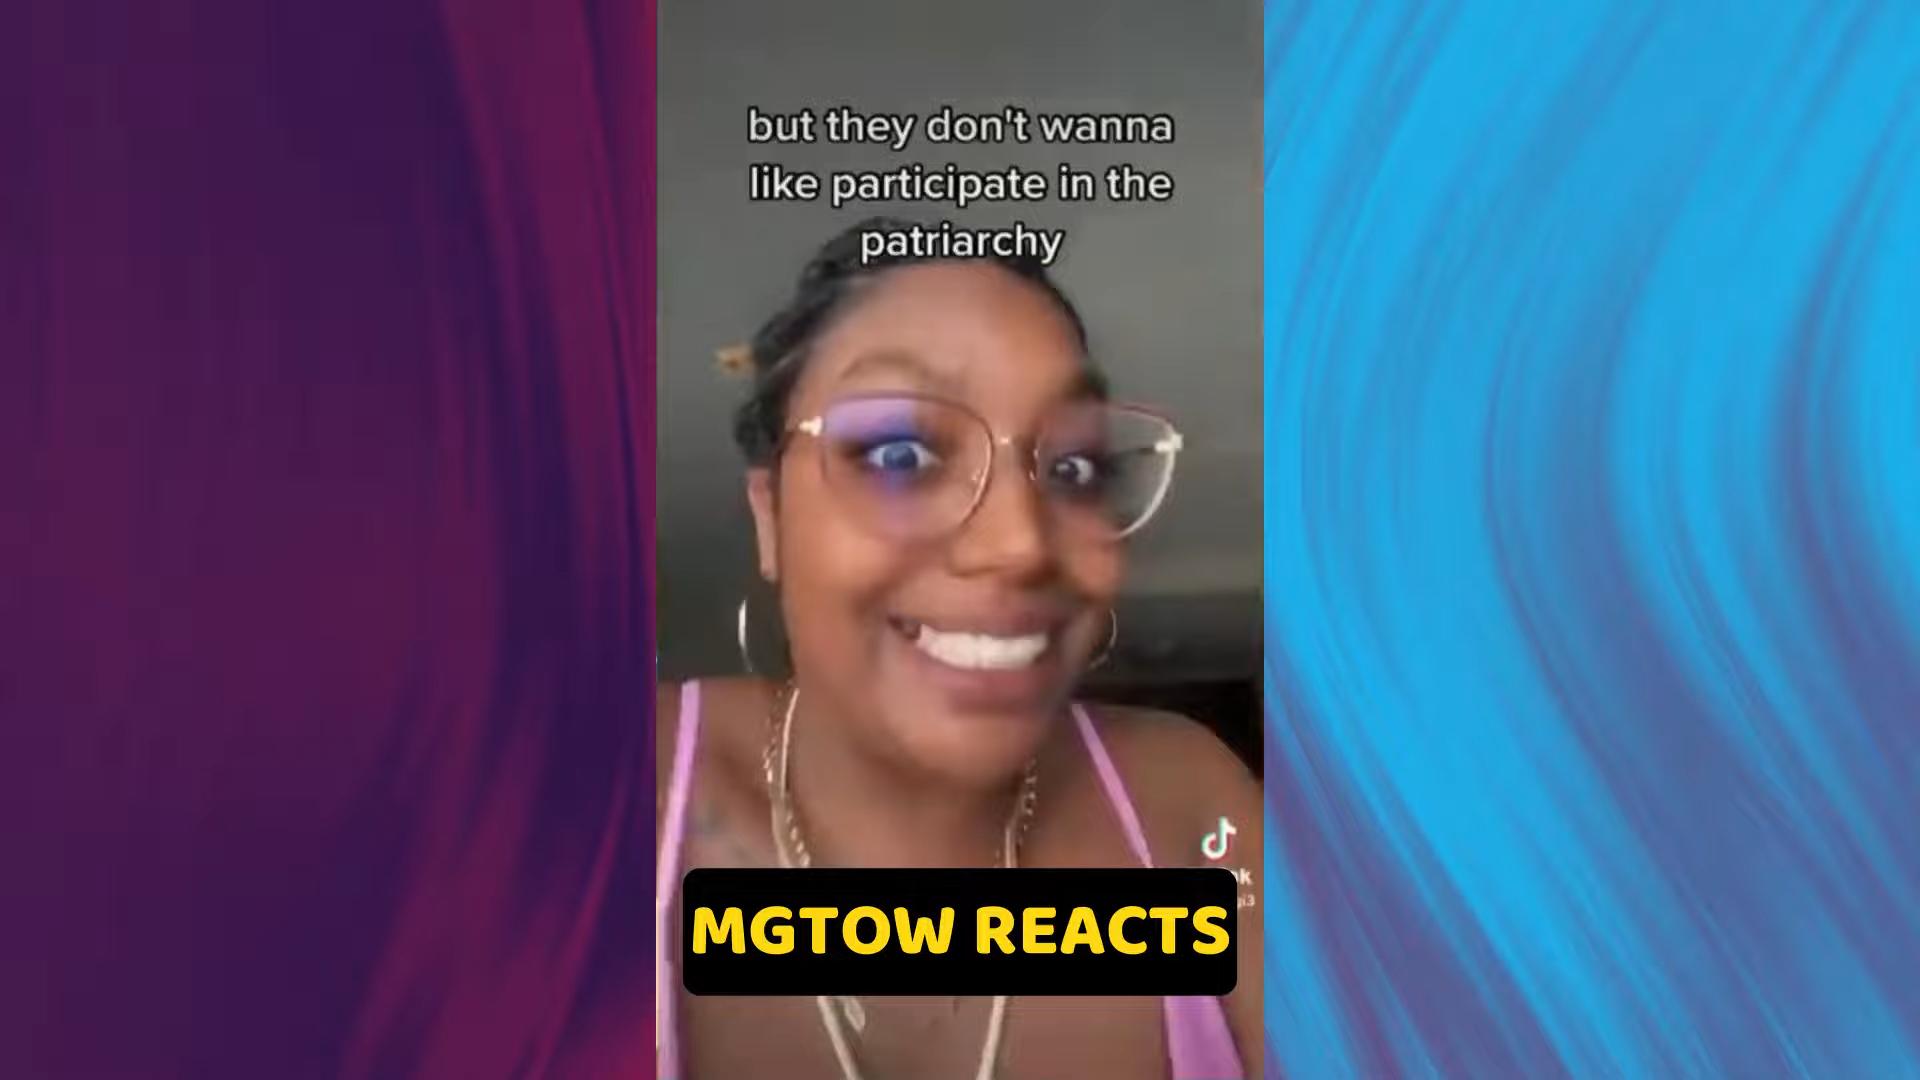 but they don't wanna
like participate in the
patriarchy
MGTOW REACTS